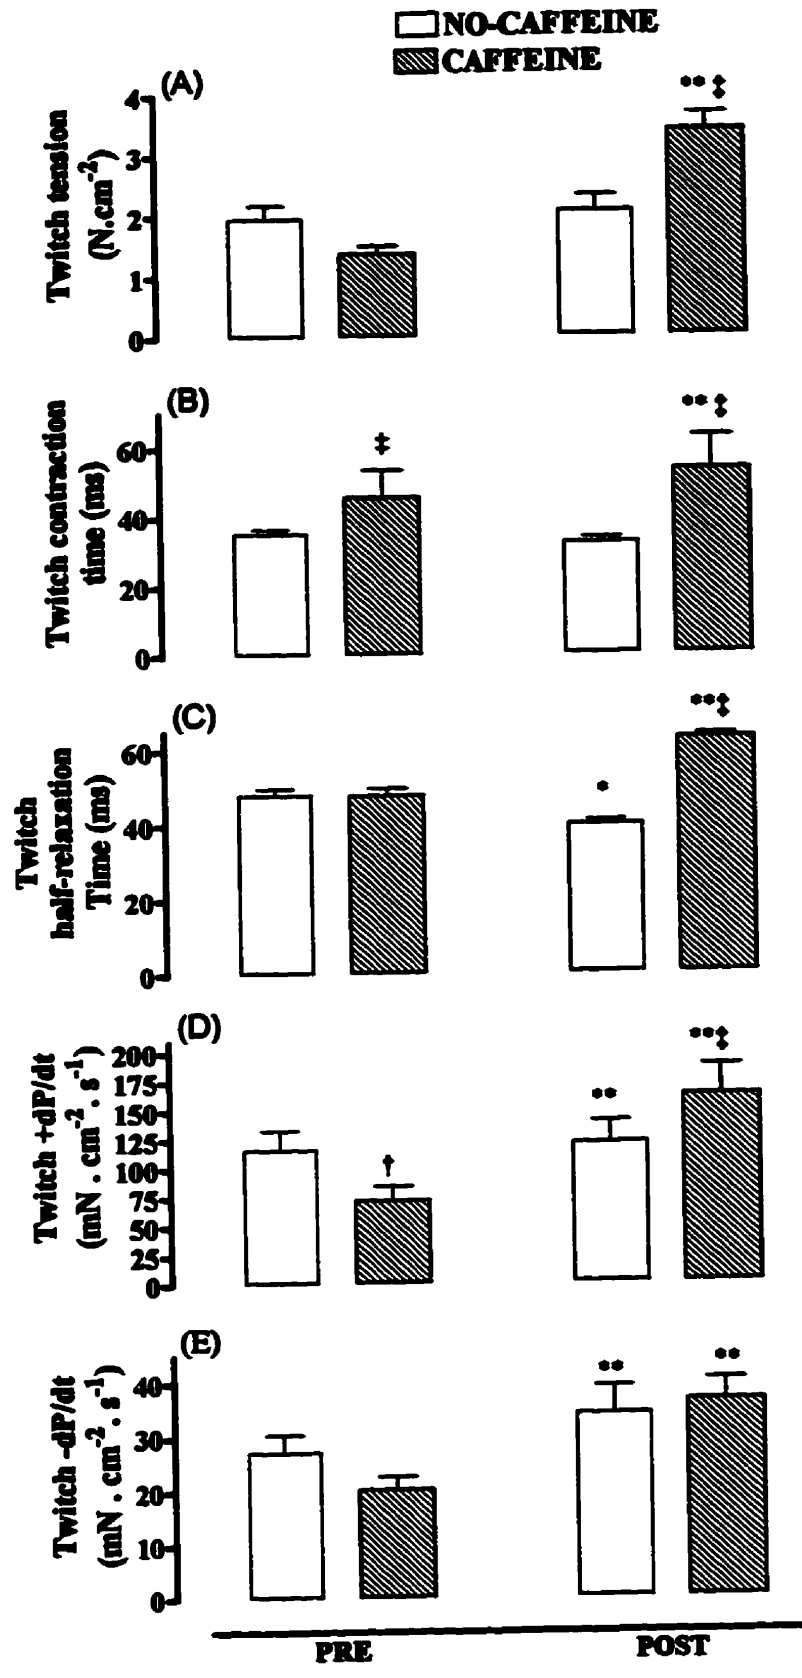 NO-CAFFEINE
CAFFEINE
(A)
Twitch tension
(N.cm-2)
4
3
2
1
0
** ‡
(B)
Twitch contraction
time (ms)
60
40
20
0
‡
** ‡
(C)
Twitch
half-relaxation
Time (ms)
60
40
20
0
*
**‡
(D)
Twitch +dP/dt
(mN . cm-2 . s-1)
200
175
150
125
100
75
50
25
0
†
**
**‡
(E)
Twitch -dP/dt
(mN . cm-2 . s-1)
40
30
20
10
0
**
**
PRE
POST